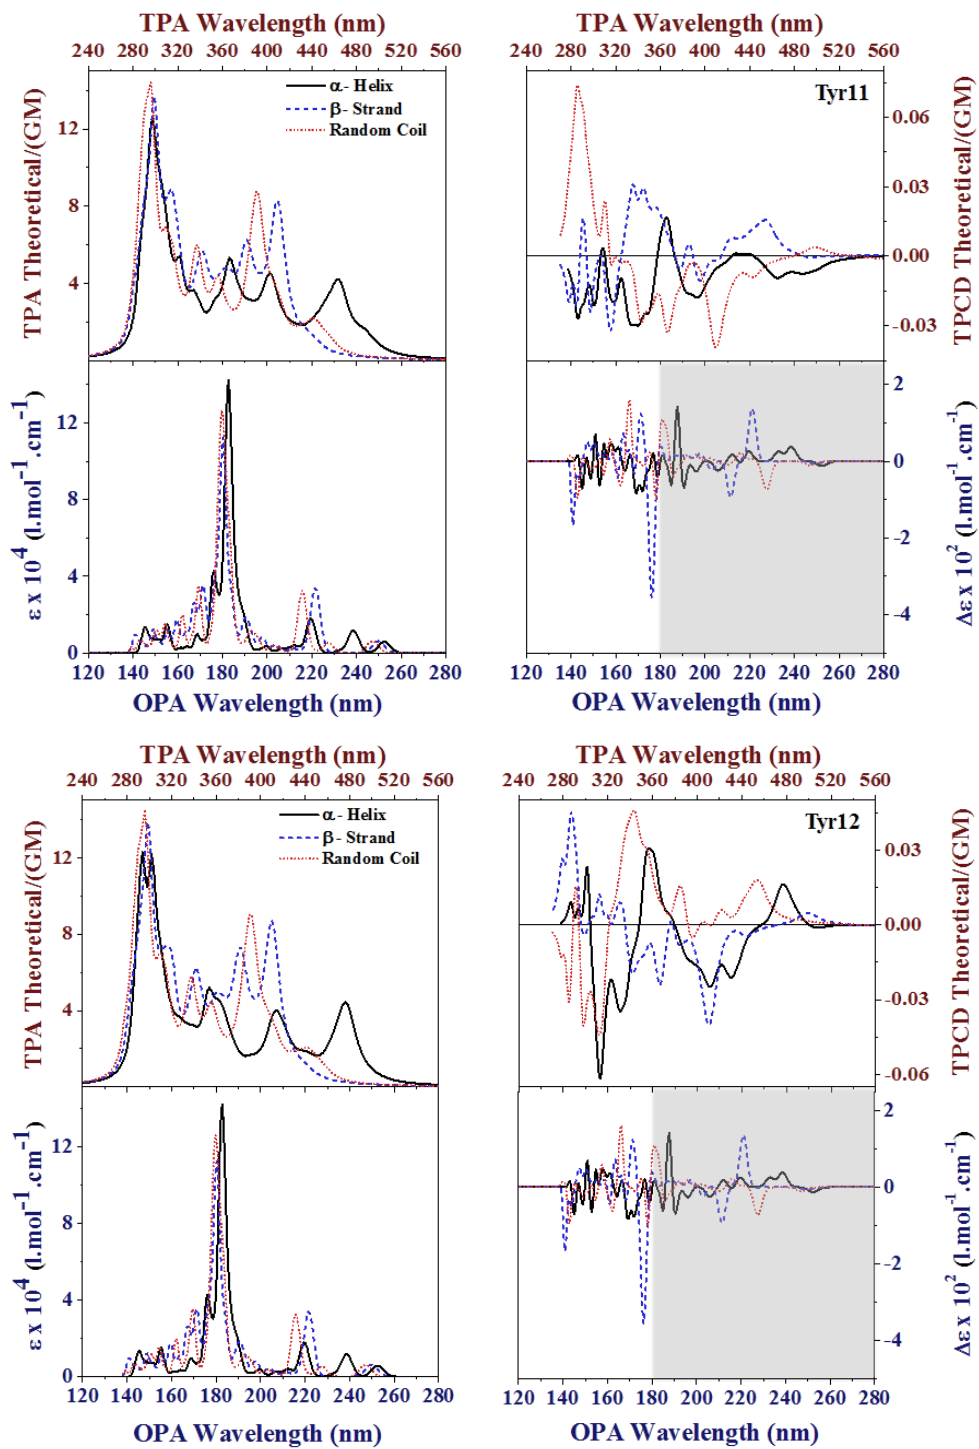 TPA Wavelength (nm)
240 280 320 360 400 440 480 520 560
TPA Theoretical/(GM)
12
8
4
α- Helix
β- Strand
Random Coil
ε x 10⁴ (l.mol⁻¹.cm⁻¹)
12
8
4
0
120 140 160 180 200 220 240 260 280
OPA Wavelength (nm)
TPA Wavelength (nm)
240 280 320 360 400 440 480 520 560
Tyr11
0.06
0.03
0.00
-0.03
TPCD Theoretical/(GM)
2
0
-2
-4
Δε x 10² (l.mol⁻¹.cm⁻¹)
120 140 160 180 200 220 240 260 280
OPA Wavelength (nm)
TPA Wavelength (nm)
240 280 320 360 400 440 480 520 560
TPA Theoretical/(GM)
12
8
4
α- Helix
β- Strand
Random Coil
ε x 10⁴ (l.mol⁻¹.cm⁻¹)
12
8
4
0
120 140 160 180 200 220 240 260 280
OPA Wavelength (nm)
TPA Wavelength (nm)
240 280 320 360 400 440 480 520 560
Tyr12
0.03
0.00
-0.03
-0.06
TPCD Theoretical/(GM)
2
0
-2
-4
Δε x 10² (l.mol⁻¹.cm⁻¹)
120 140 160 180 200 220 240 260 280
OPA Wavelength (nm)